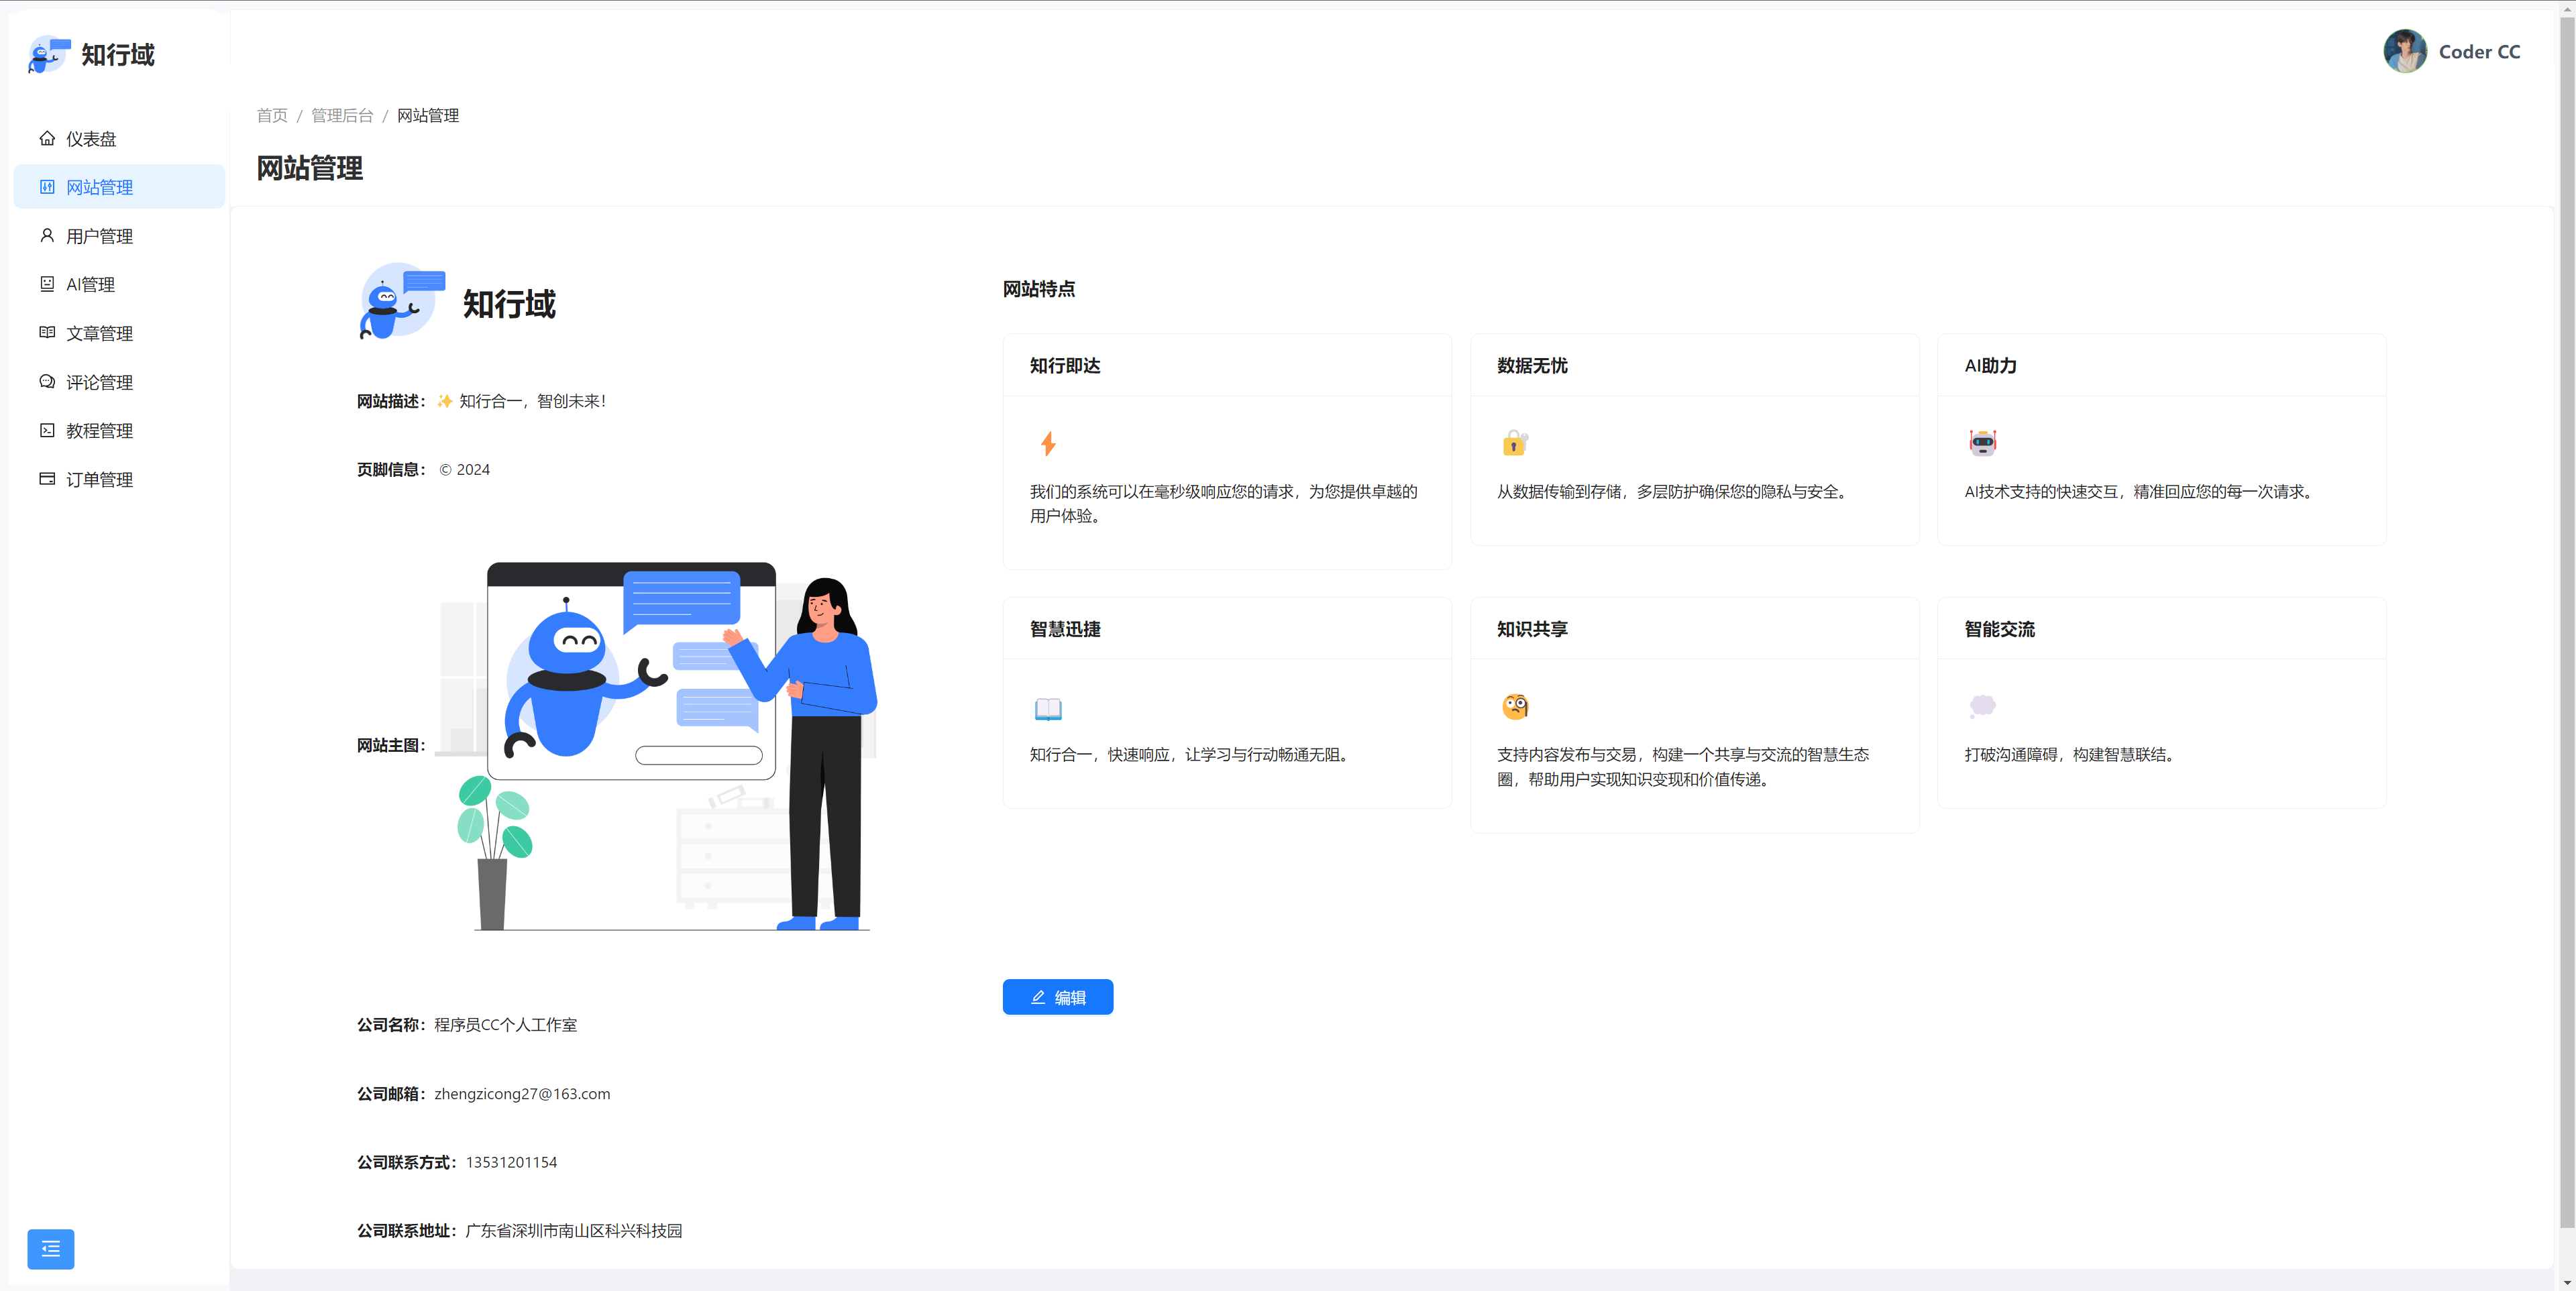 知行域
Coder CC
首页 / 管理后台 / 网站管理
网站管理
仪表盘
网站管理
用户管理
AI管理
文章管理
评论管理
教程管理
订单管理
知行域
网站描述：✨ 知行合一，智创未来！
页脚信息： © 2024
网站主图：
公司名称：程序员CC个人工作室
公司邮箱：zhengzicong27@163.com
公司联系方式：13531201154
公司联系地址：广东省深圳市南山区科兴科技园
网站特点
知行即达
我们的系统可以在毫秒级响应您的请求，为您提供卓越的
用户体验。
数据无忧
从数据传输到存储，多层防护确保您的隐私与安全。
AI助力
AI技术支持的快速交互，精准回应您的每一次请求。
智慧迅捷
知行合一，快速响应，让学习与行动畅通无阻。
知识共享
支持内容发布与交易，构建一个共享与交流的智慧生态
圈，帮助用户实现知识变现和价值传递。
智能交流
打破沟通障碍，构建智慧联结。
编辑